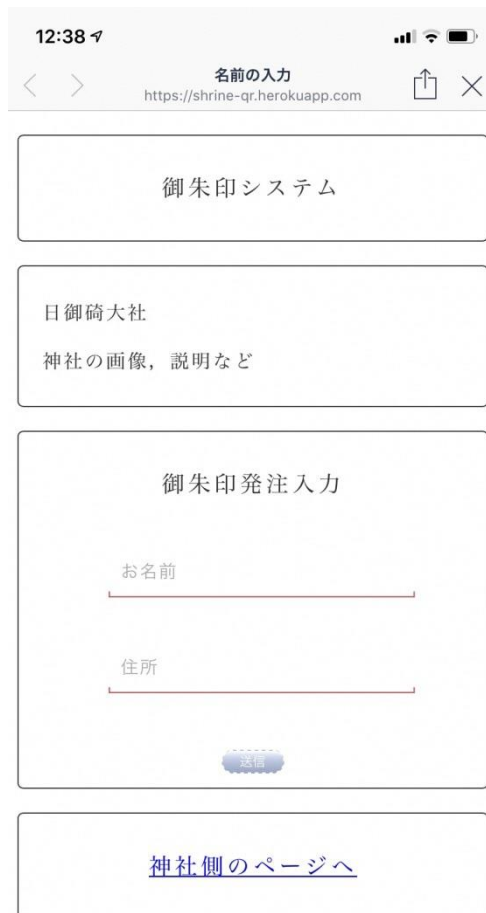 12:38
名前の入力
https://shrine-qr.herokuapp.com
御朱印システム
日御碕大社
神社の画像，説明など
御朱印発注入力
お名前
住所
送信
神社側のページへ